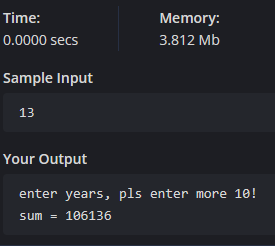 Time:
Memory:
0.0000 secs
3.812 Mb
Sample Input
13
Your Output
enter years, pls enter more 10!
sum = 106136